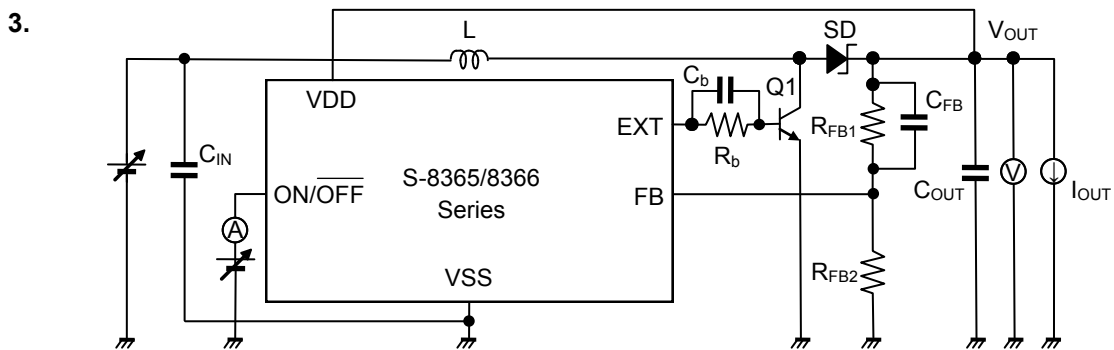 3.
L
SD
VOUT
VDD
Cb
Q1
CFB
EXT
RFB1
Rb
CIN
S-8365/8366
Series
ON/OFF
FB
COUT
V
IOUT
A
VSS
RFB2